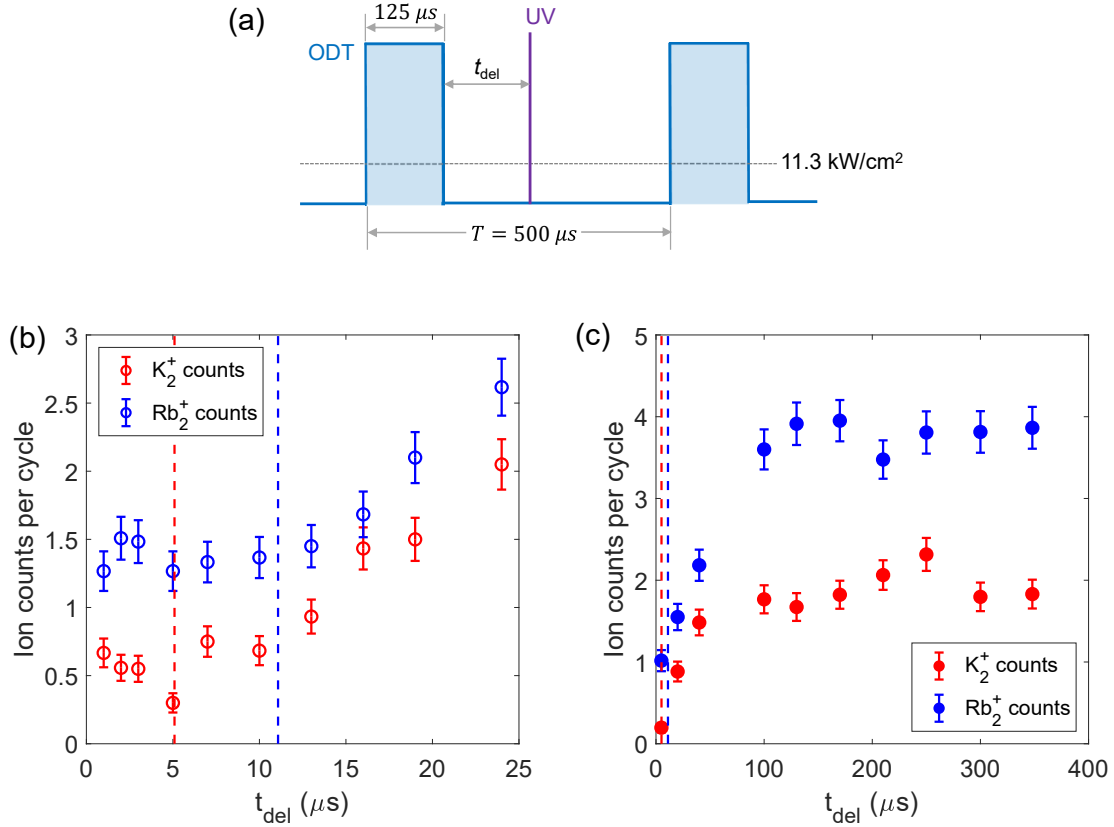 (a)
125 μs
UV
ODT
t_del
11.3 kW/cm²
T = 500 μs
(b)
3
2.5
2
1.5
1
0.5
0
Ion counts per cycle
K₂⁺ counts
Rb₂⁺ counts
0 5 10 15 20 25
t_del (μs)
(c)
5
4
3
2
1
0
Ion counts per cycle
K₂⁺ counts
Rb₂⁺ counts
0 100 200 300 400
t_del (μs)